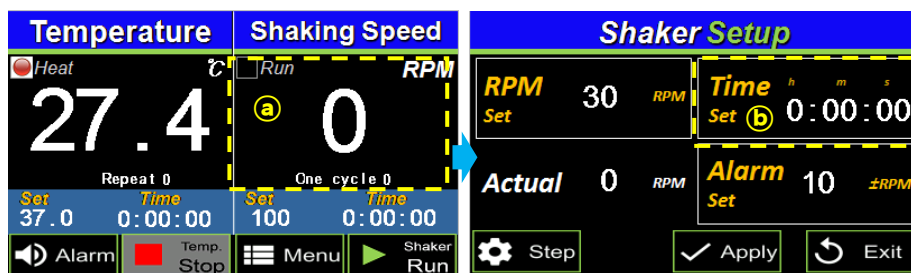 Temperature
Heat ℃
27.4
Repeat 0
Set Time
37.0 0:00:00
Alarm
Temp.
Stop
Shaking Speed
Run RPM
ⓐ
0
One cycle 0
Set Time
100 0:00:00
Menu
Shaker
Run
Shaker Setup
RPM
Set
30 RPM
Time h m s
Set ⓑ 0:00:00
Actual 0 RPM
Alarm
Set
10 ±RPM
Step
Apply
Exit